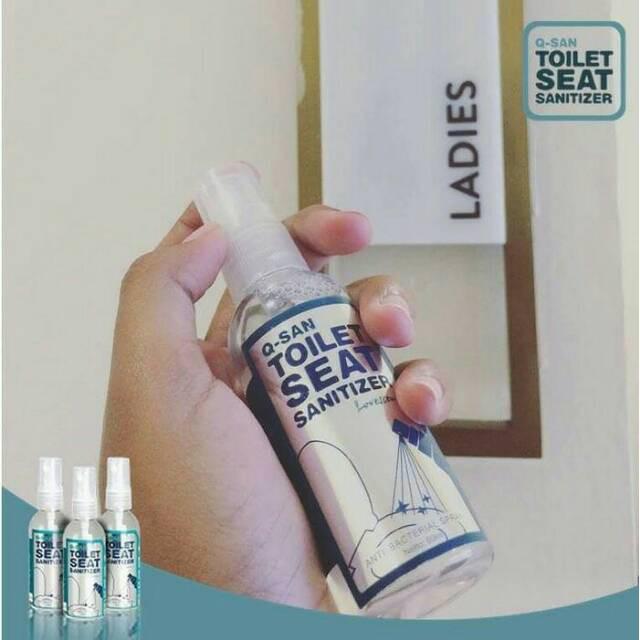 Q-SAN
TOILET
SEAT
SANITIZER
LADIES
Q-SAN
TOILET
SEAT
SANITIZER
ANTI BACTERIAL SPRAY
TOILET
SEAT
SANITIZER
TOILET
SEAT
SANITIZER
TOILET
SEAT
SANITIZER